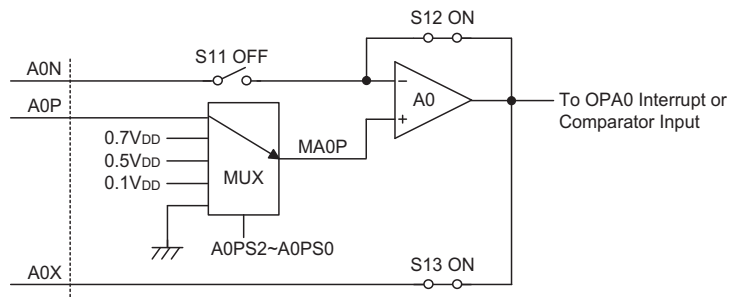 S12 ON
S11 OFF
A0N
−
A0
A0P
+
To OPA0 Interrupt or
Comparator Input
0.7VDD
0.5VDD
0.1VDD
MA0P
MUX
A0PS2~A0PS0
A0X
S13 ON